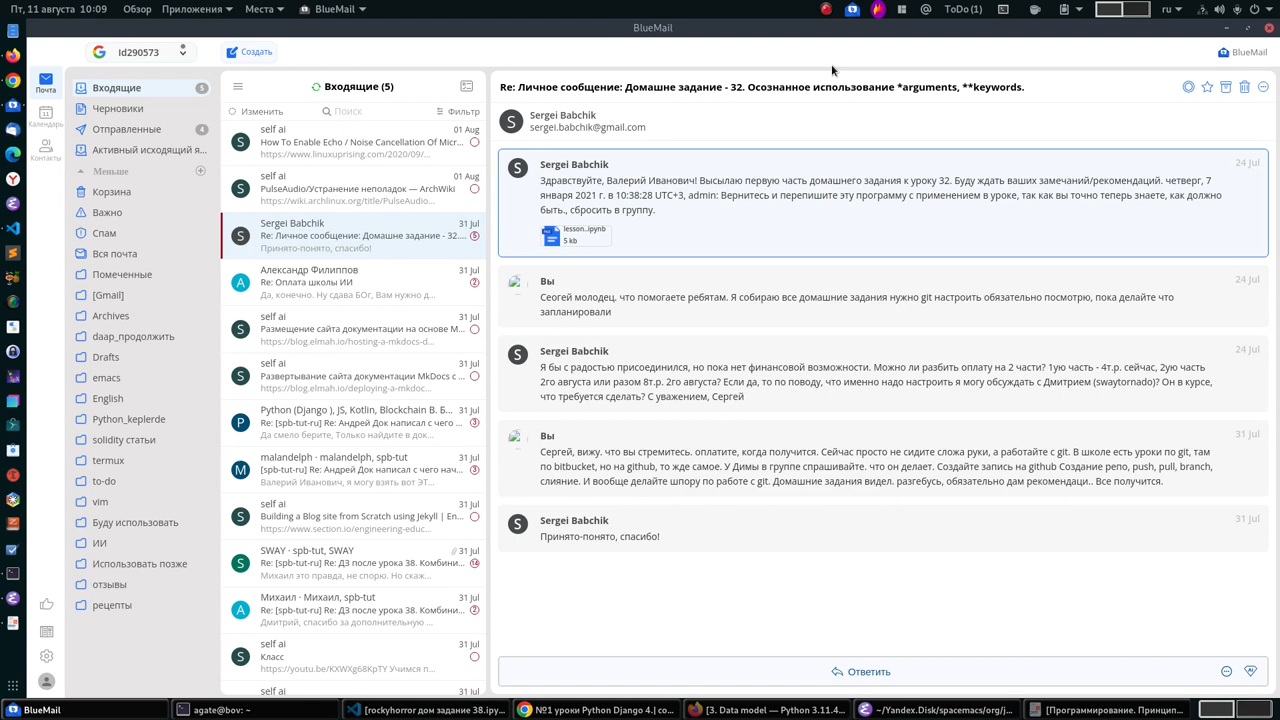 Пт, 11 августа 10:09
Обзор
Приложения
Места
BlueMail
ToDo (1)
ru
BlueMail
Id290573
Создать
BlueMail
Почта
Календарь
Контакты
Входящие
5
Черновики
Отправленные
4
Активный исходящий я...
Меньше
Корзина
Важно
Спам
Вся почта
Помеченные
[Gmail]
Archives
daap_продолжить
Drafts
emacs
English
Python_keplerde
solidity статьи
termux
to-do
vim
Буду использовать
ИИ
Использовать позже
отзывы
рецепты
Входящие (5)
Изменить
Поиск
Фильтр
self ai
01 Aug
How To Enable Echo / Noise Cancellation Of Micr...
https://www.linuxuprising.com/2020/09/...
self ai
01 Aug
PulseAudio/Устранение неполадок — ArchWiki
https://wiki.archlinux.org/title/PulseAudio...
Sergei Babchik
31 Jul
Re: Личное сообщение: Домашне задание - 32....
5
Принято-понято, спасибо!
Александр Филиппов
31 Jul
Re: Оплата школы ИИ
2
Да, конечно. Ну сдава БОг, Вам нужно д...
self ai
31 Jul
Размещение сайта документации на основе M...
https://blog.elmah.io/hosting-a-mkdocs-d...
self ai
31 Jul
Развертывание сайта документации MkDocs с ...
https://blog.elmah.io/deploying-a-mkdoc...
Python (Django ), JS, Kotlin, Blockchain В. Б...
31 Jul
Re: [spb-tut-ru] Re: Андрей Док написал с чего ...
3
Да смело берите, Только найдите в док...
malandelph · malandelph, spb-tut
31 Jul
[spb-tut-ru] Re: Андрей Док написал с чего нач...
3
Валерий Иванович, я могу взять вот ЭТ...
self ai
31 Jul
Building a Blog site from Scratch using Jekyll | En...
https://www.section.io/engineering-educ...
SWAY · spb-tut, SWAY
31 Jul
Re: [spb-tut-ru] Re: ДЗ после урока 38. Комбини...
14
Михаил это правда, не спорю. Но скаж...
Михаил · Михаил, spb-tut
31 Jul
Re: [spb-tut-ru] Re: ДЗ после урока 38. Комбини...
2
Дмитрий, спасибо за дополнительную ...
self ai
31 Jul
Класс
https://youtu.be/KXWXg68KpTY Учимся п...
self ai
31 Jul
Re: Личное сообщение: Домашне задание - 32. Осознанное использование *arguments, **keywords.
Sergei Babchik
sergei.babchik@gmail.com
Sergei Babchik
24 Jul
Здравствуйте, Валерий Иванович! Высылаю первую часть домашнего задания к уроку 32. Буду ждать ваших замечаний/рекомендаций. четверг, 7
января 2021 г. в 10:38:28 UTC+3, admin: Вернитесь и перепишите эту программу с применением в уроке, так как вы точно теперь знаете, как должно
быть., сбросить в группу.
lesson..ipynb
5 kb
Вы
24 Jul
Сеогей молодец. что помогаете ребятам. Я собираю все домашние задания нужно git настроить обязательно посмотрю, пока делайте что
запланировали
Sergei Babchik
24 Jul
Я бы с радостью присоединился, но пока нет финансовой возможности. Можно ли разбить оплату на 2 части? 1ую часть - 4т.р. сейчас, 2ую часть
2го августа или разом 8т.р. 2го августа? Если да, то по поводу, что именно надо настроить я могу обсуждать с Дмитрием (swaytornado)? Он в курсе,
что требуется сделать? С уважением, Сергей
Вы
31 Jul
Сергей, вижу. что вы стремитесь. оплатите, когда получится. Сейчас просто не сидите сложа руки, а работайте с git. В школе есть уроки по git, там
по bitbucket, но на github, то жде самое. У Димы в группе спрашивайте. что он делает. Создайте запись на github Создание репо, push, pull, branch,
слияние. И вообще делайте шпору по работе с git. Домашние задания видел. разгебусь, обязательно дам рекомендаци.. Все получится.
Sergei Babchik
31 Jul
Принято-понято, спасибо!
Ответить
BlueMail
agate@bov: ~
[rockyhorror дом задание 38.ipy...
№1 уроки Python Django 4.| co...
[3. Data model — Python 3.11.4...
~/Yandex.Disk/spacemacs/org/j...
[Программирование. Принцип...